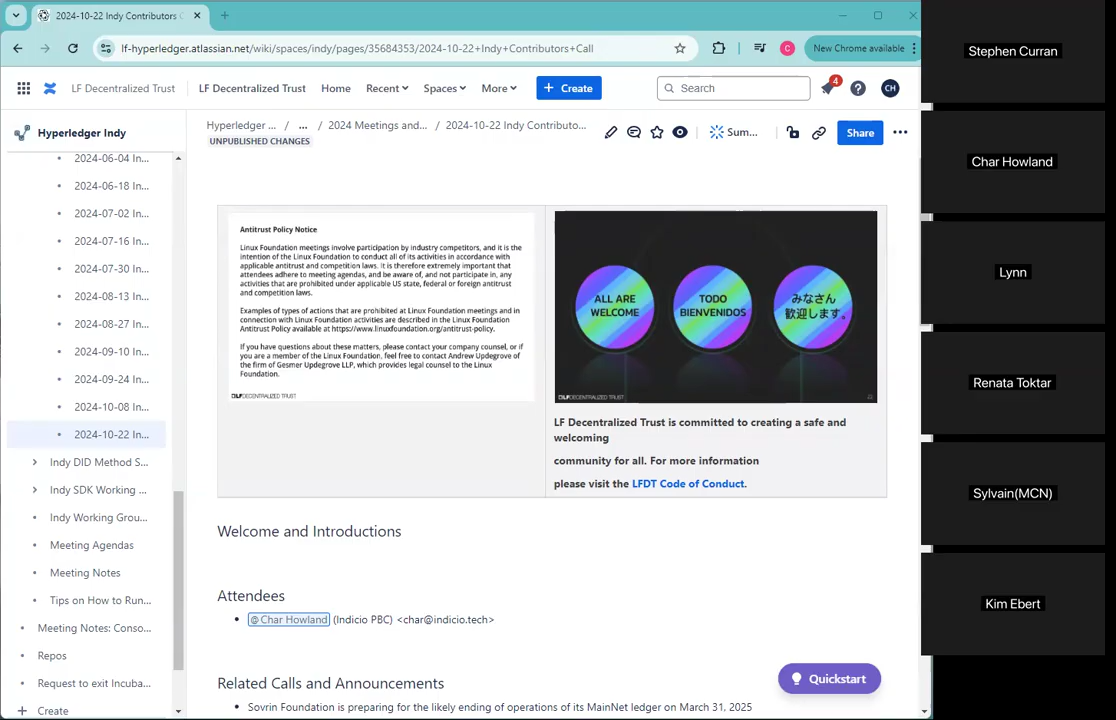 2024-10-22 Indy Contributors C
lf-hyperledger.atlassian.net/wiki/spaces/indy/pages/35684353/2024-10-22+Indy+Contributors+Call
C
New Chrome available
LF Decentralized Trust
LF Decentralized Trust
Home
Recent
Spaces
More
+ Create
Search
4
CH
Hyperledger Indy
2024-06-04 In...
2024-06-18 In...
2024-07-02 In...
2024-07-16 In...
2024-07-30 In...
2024-08-13 In...
2024-08-27 In...
2024-09-10 In...
2024-09-24 In...
2024-10-08 In...
2024-10-22 In...
Indy DID Method S...
Indy SDK Working ...
Indy Working Grou...
Meeting Agendas
Meeting Notes
Tips on How to Run...
Meeting Notes: Conso...
Repos
Request to exit Incuba...
+ Create
Hyperledger ... / ... / 2024 Meetings and... / 2024-10-22 Indy Contributo...
UNPUBLISHED CHANGES
Summ...
Share
Antitrust Policy Notice
Linux Foundation meetings involve participation by industry competitors, and it is the
intention of the Linux Foundation to conduct all of its activities in accordance with
applicable antitrust and competition laws. It is therefore extremely important that
attendees adhere to meeting agendas, and be aware of, and not participate in, any
activities that are prohibited under applicable US state, federal or foreign antitrust
and competition laws.
Examples of types of actions that are prohibited at Linux Foundation meetings and in
connection with Linux Foundation activities are described in the Linux Foundation
Antitrust Policy available at https://www.linuxfoundation.org/antitrust-policy.
If you have questions about these matters, please contact your company counsel, or if
you are a member of the Linux Foundation, feel free to contact Andrew Updegrove of
the firm of Gesmer Updegrove LLP, which provides legal counsel to the Linux
Foundation.
LF DECENTRALIZED TRUST
ALL ARE
WELCOME
TODO
BIENVENIDOS
みなさん
歓迎します。
LF DECENTRALIZED TRUST
LF Decentralized Trust is committed to creating a safe and
welcoming
community for all. For more information
please visit the LFDT Code of Conduct.
Welcome and Introductions
Attendees
• @Char Howland (Indicio PBC) <char@indicio.tech>
Related Calls and Announcements
• Sovrin Foundation is preparing for the likely ending of operations of its MainNet ledger on March 31, 2025
Quickstart
Stephen Curran
Char Howland
Lynn
Renata Toktar
Sylvain(MCN)
Kim Ebert